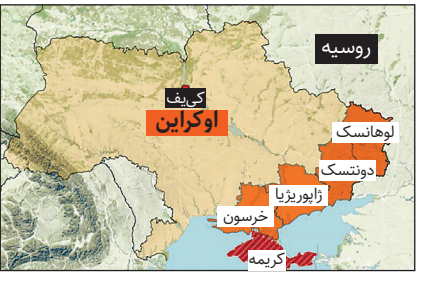 روسیه
کی‌یف
اوکراین
لوهانسک
دونتسک
ژاپوریژیا
خرسون
کریمه